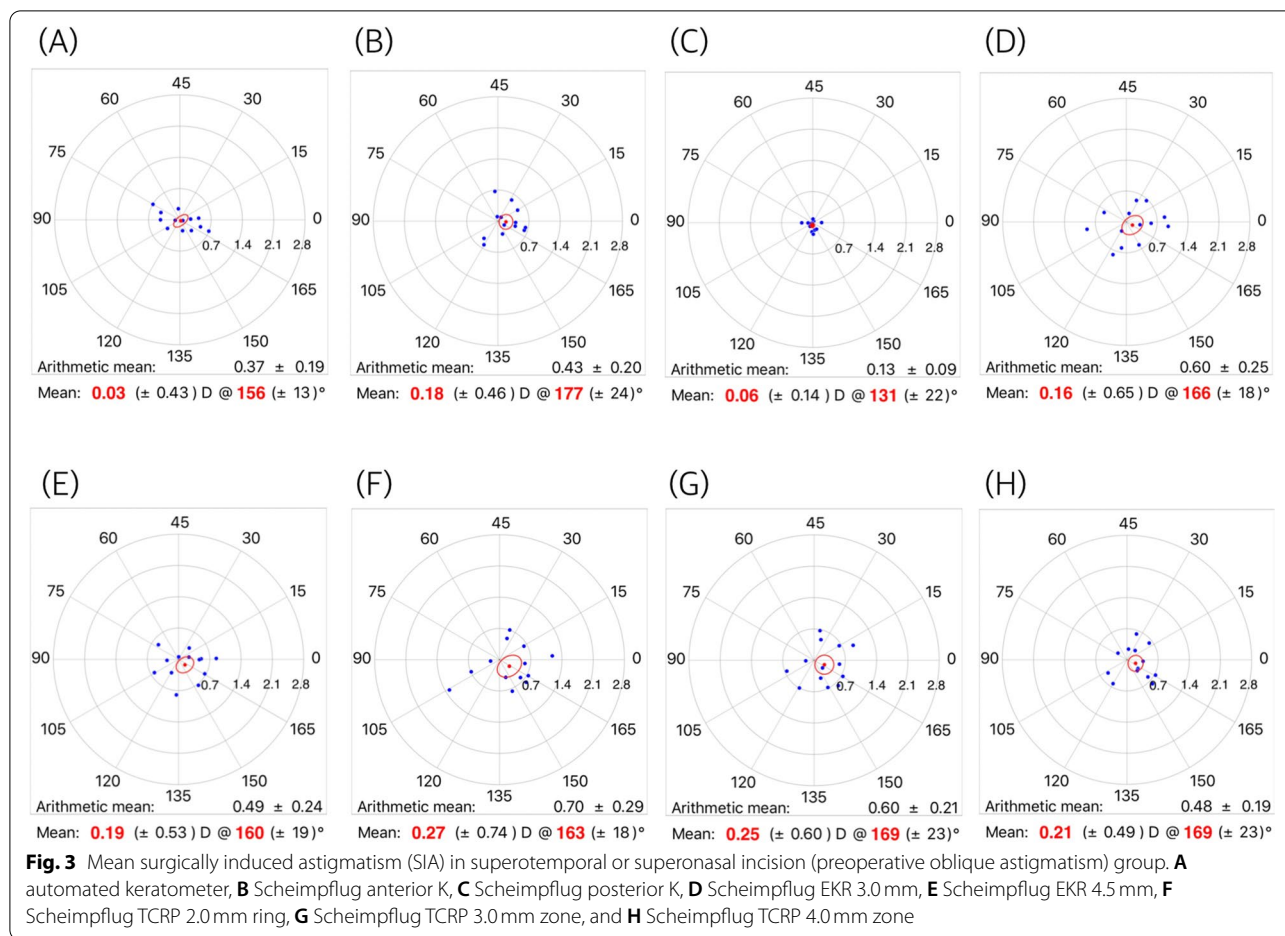 (A)
45
60
30
75
15
90
0
0.7 1.4 2.1 2.8
105
165
120
150
135
Arithmetic mean: 0.37 ± 0.19
Mean: 0.03 (± 0.43 ) D @ 156 (± 13)°
(B)
45
60
30
75
15
90
0
0.7 1.4 2.1 2.8
105
165
120
150
135
Arithmetic mean: 0.43 ± 0.20
Mean: 0.18 (± 0.46 ) D @ 177 (± 24)°
(C)
45
60
30
75
15
90
0
0.7 1.4 2.1 2.8
105
165
120
150
135
Arithmetic mean: 0.13 ± 0.09
Mean: 0.06 (± 0.14 ) D @ 131 (± 22)°
(D)
45
60
30
75
15
90
0
0.7 1.4 2.1 2.8
105
165
120
150
135
Arithmetic mean: 0.60 ± 0.25
Mean: 0.16 (± 0.65 ) D @ 166 (± 18)°
(E)
45
60
30
75
15
90
0
0.7 1.4 2.1 2.8
105
165
120
150
135
Arithmetic mean: 0.49 ± 0.24
Mean: 0.19 (± 0.53 ) D @ 160 (± 19)°
(F)
45
60
30
75
15
90
0
0.7 1.4 2.1 2.8
105
165
120
150
135
Arithmetic mean: 0.70 ± 0.29
Mean: 0.27 (± 0.74 ) D @ 163 (± 18)°
(G)
45
60
30
75
15
90
0
0.7 1.4 2.1 2.8
105
165
120
150
135
Arithmetic mean: 0.60 ± 0.21
Mean: 0.25 (± 0.60 ) D @ 169 (± 23)°
(H)
45
60
30
75
15
90
0
0.7 1.4 2.1 2.8
105
165
120
150
135
Arithmetic mean: 0.48 ± 0.19
Mean: 0.21 (± 0.49 ) D @ 169 (± 23)°
Fig. 3 Mean surgically induced astigmatism (SIA) in superotemporal or superonasal incision (preoperative oblique astigmatism) group. A
automated keratometer, B Scheimpflug anterior K, C Scheimpflug posterior K, D Scheimpflug EKR 3.0 mm, E Scheimpflug EKR 4.5 mm, F
Scheimpflug TCRP 2.0 mm ring, G Scheimpflug TCRP 3.0 mm zone, and H Scheimpflug TCRP 4.0 mm zone